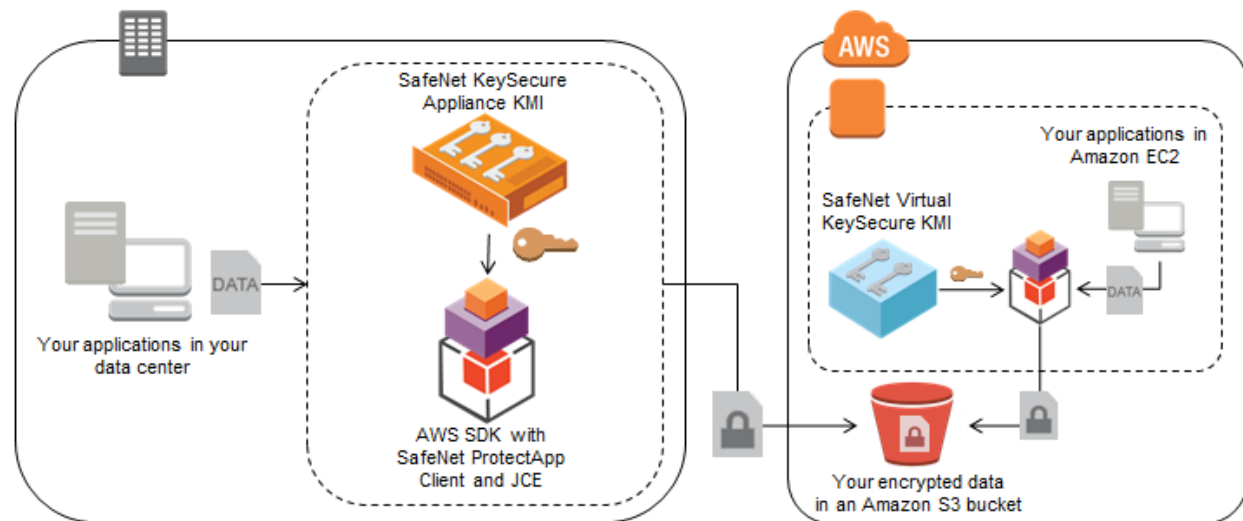 SafeNet KeySecure
Appliance KMI
DATA
Your applications in your
data center
AWS SDK with
SafeNet ProtectApp
Client and JCE
AWS
Your applications in
Amazon EC2
SafeNet Virtual
KeySecure KMI
DATA
Your encrypted data
in an Amazon S3 bucket